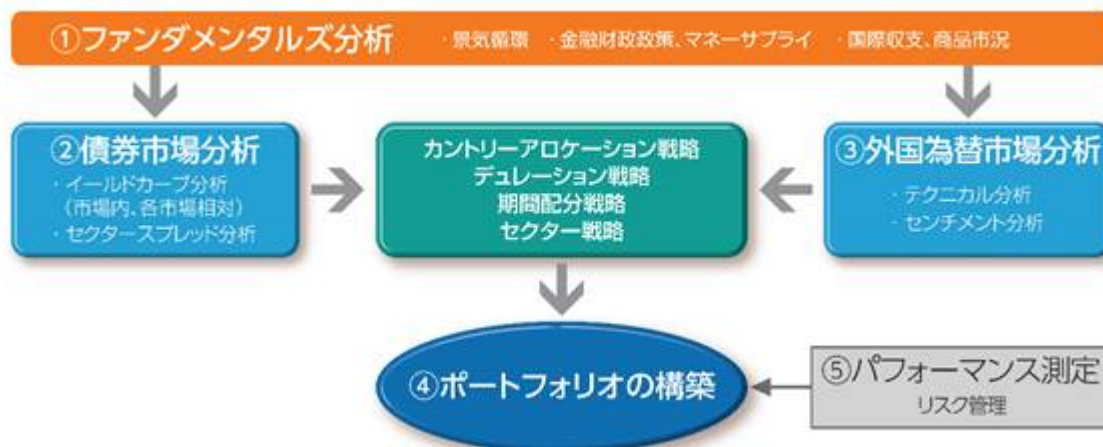 ①ファンダメンタルズ分析 ・景気循環 ・金融財政政策、マネーサプライ ・国際収支、商品市況
②債券市場分析
・イールドカーブ分析
(市場内、各市場相対)
・セクタースプレッド分析
カントリーアロケーション戦略
デュレーション戦略
期間配分戦略
セクター戦略
③外国為替市場分析
・テクニカル分析
・センチメント分析
④ポートフォリオの構築
⑤パフォーマンス測定
リスク管理